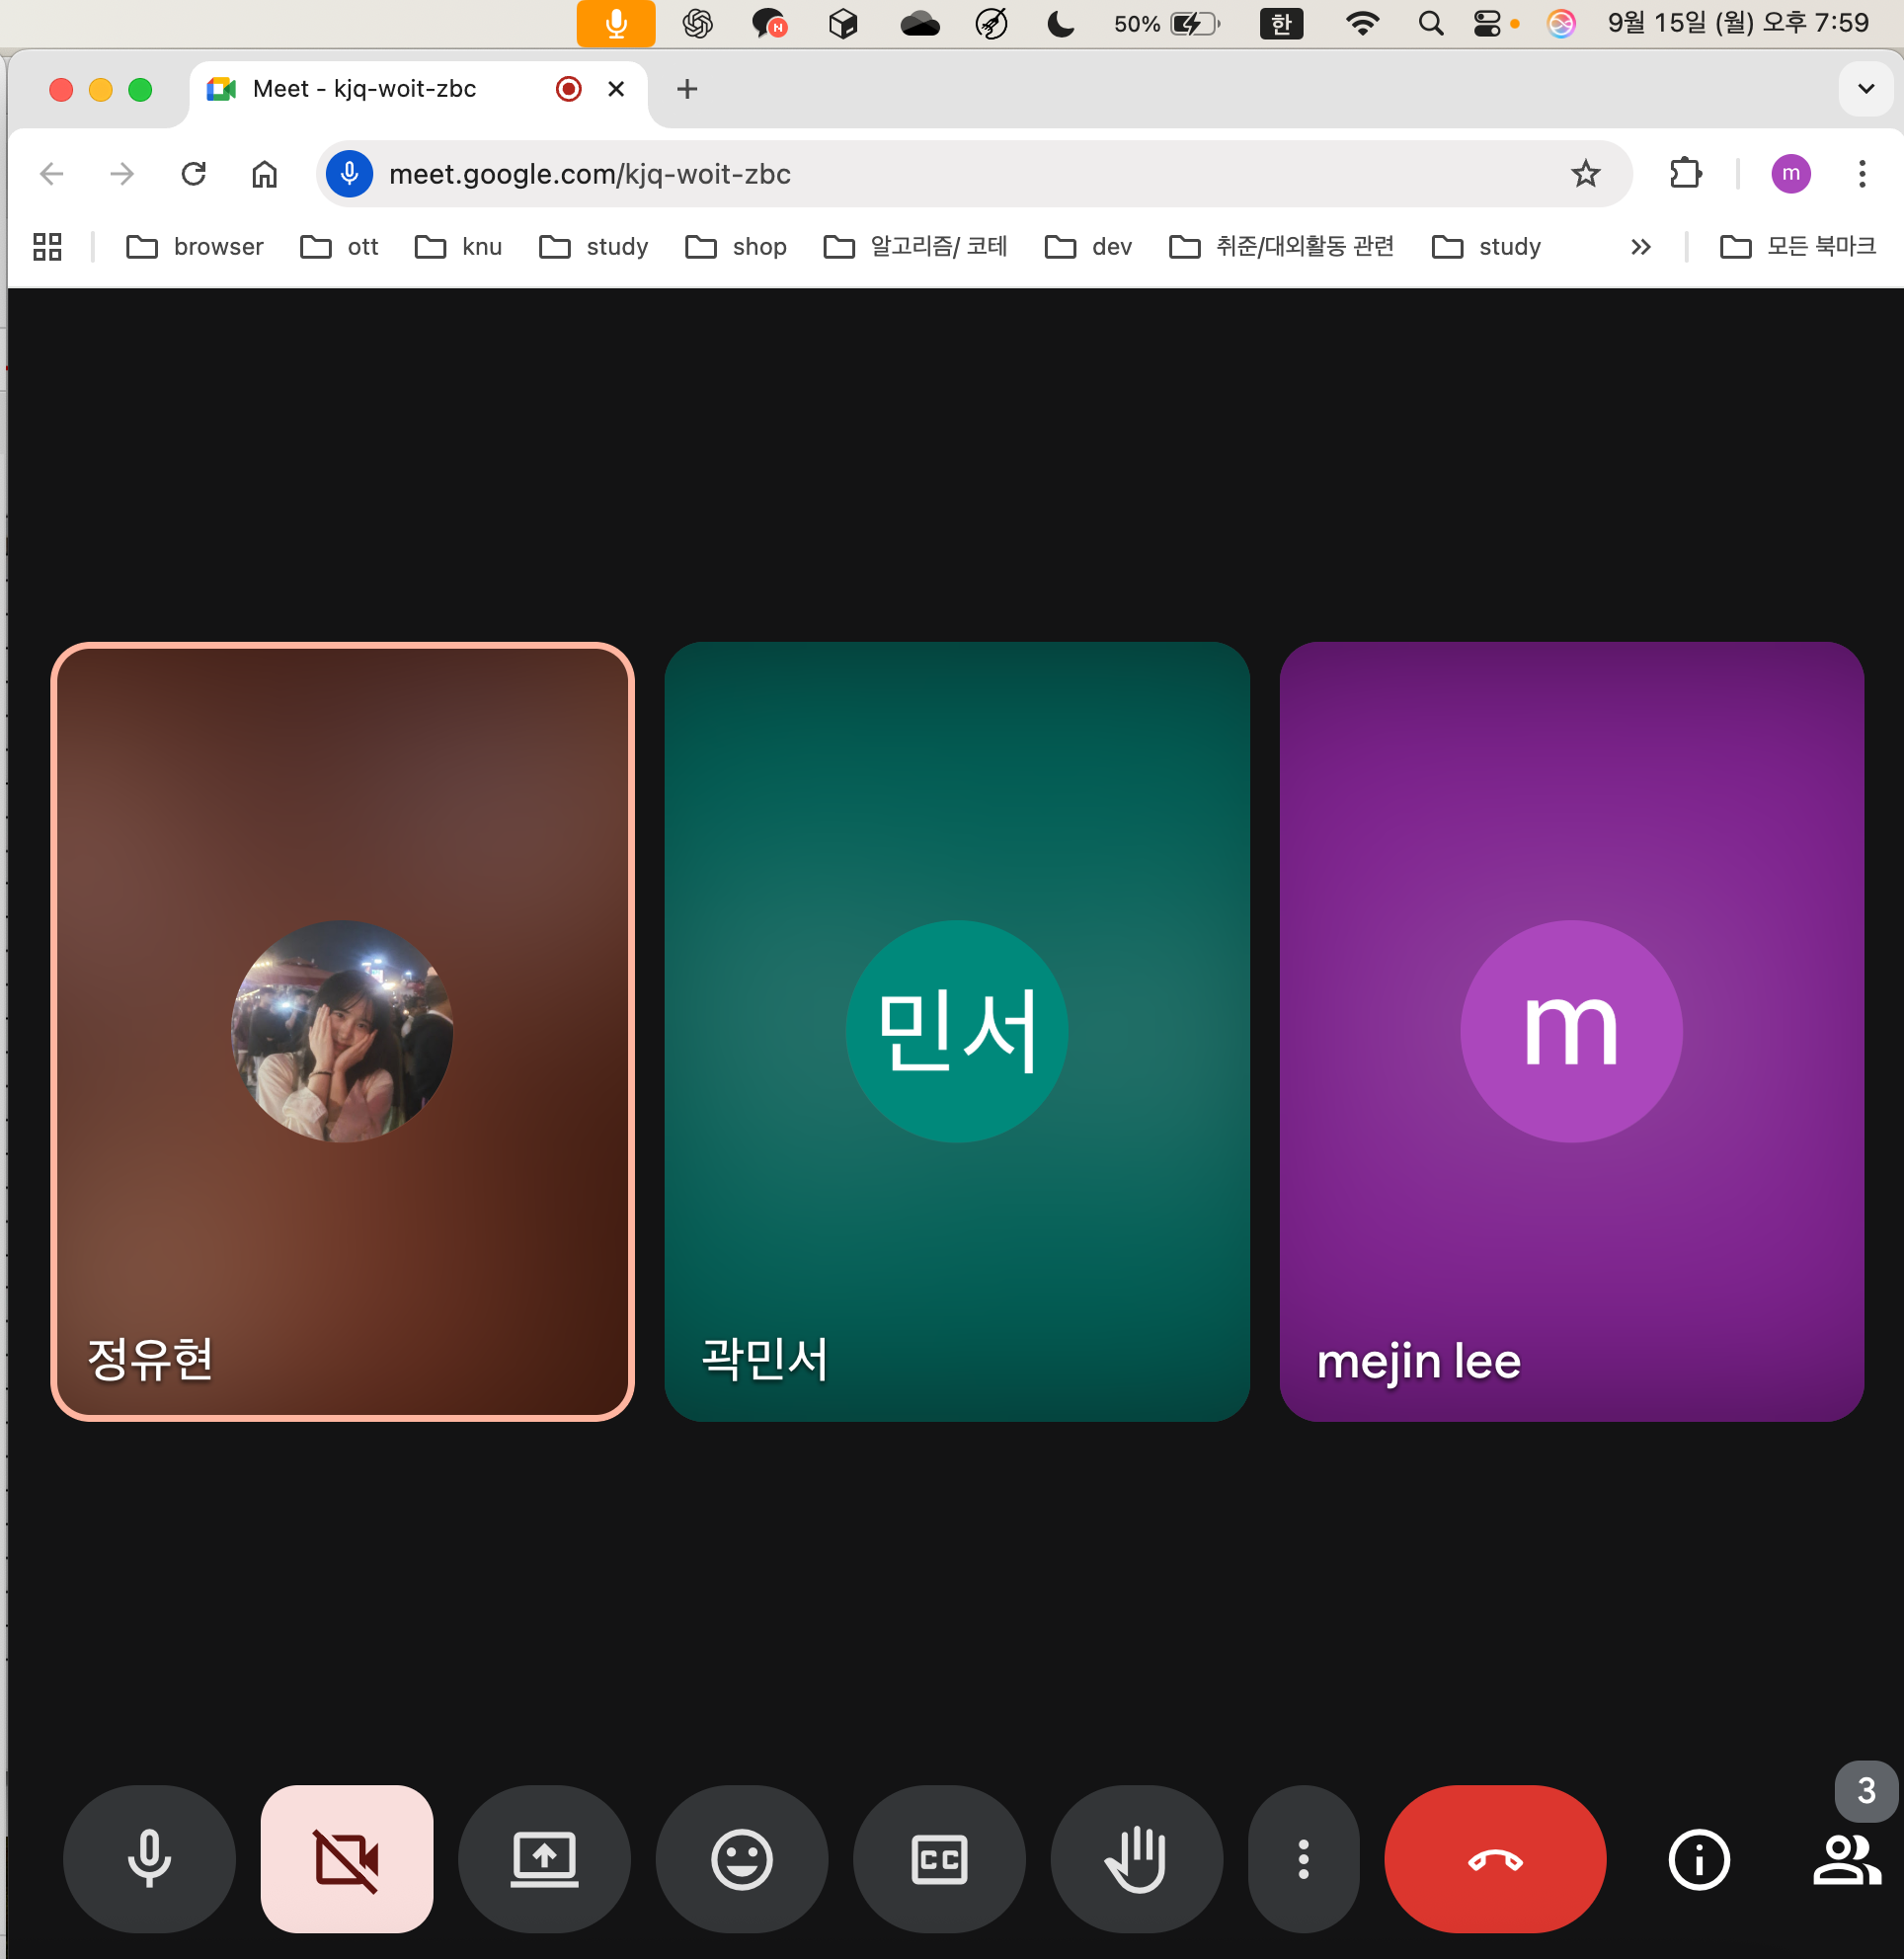 50% 한 9월 15일 (월) 오후 7:59
Meet - kjq-woit-zbc
meet.google.com/kjq-woit-zbc m
browser ott knu study shop 알고리즘/ 코테 dev 취준/대외활동 관련 study 모든 북마크
민서 m
정유현 곽민서 mejin lee
3
CC